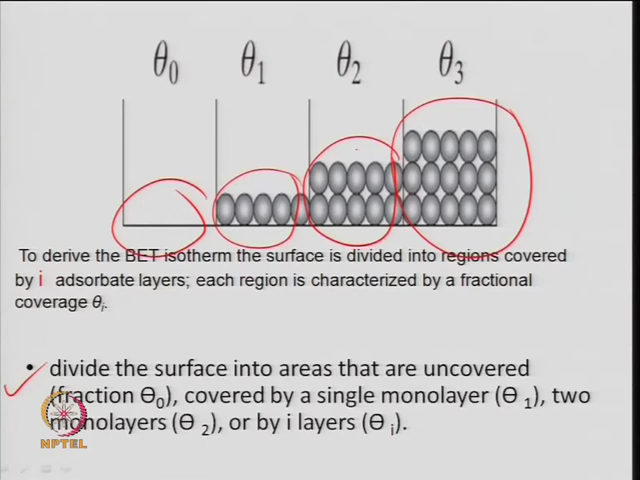 θ0 θ1 θ2 θ3
To derive the BET isotherm the surface is divided into regions covered
by i adsorbate layers; each region is characterized by a fractional
coverage θi.
• divide the surface into areas that are uncovered
(fraction Ɵ0), covered by a single monolayer (Ɵ 1), two
monolayers (Ɵ 2), or by i layers (Ɵ i).
NPTEL